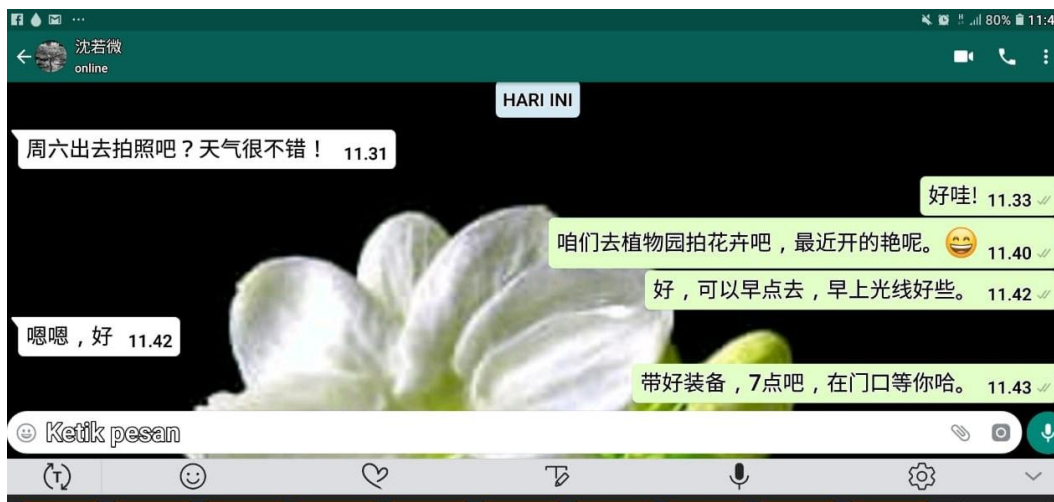 80% 11:4
沈若微
online
HARI INI
周六出去拍照吧？天气很不错！ 11.31
好哇! 11.33
咱们去植物园拍花卉吧，最近开的艳呢。😄 11.40
好，可以早点去，早上光线好些。 11.42
嗯嗯，好 11.42
带好装备，7点吧，在门口等你哈。 11.43
Ketik pesan